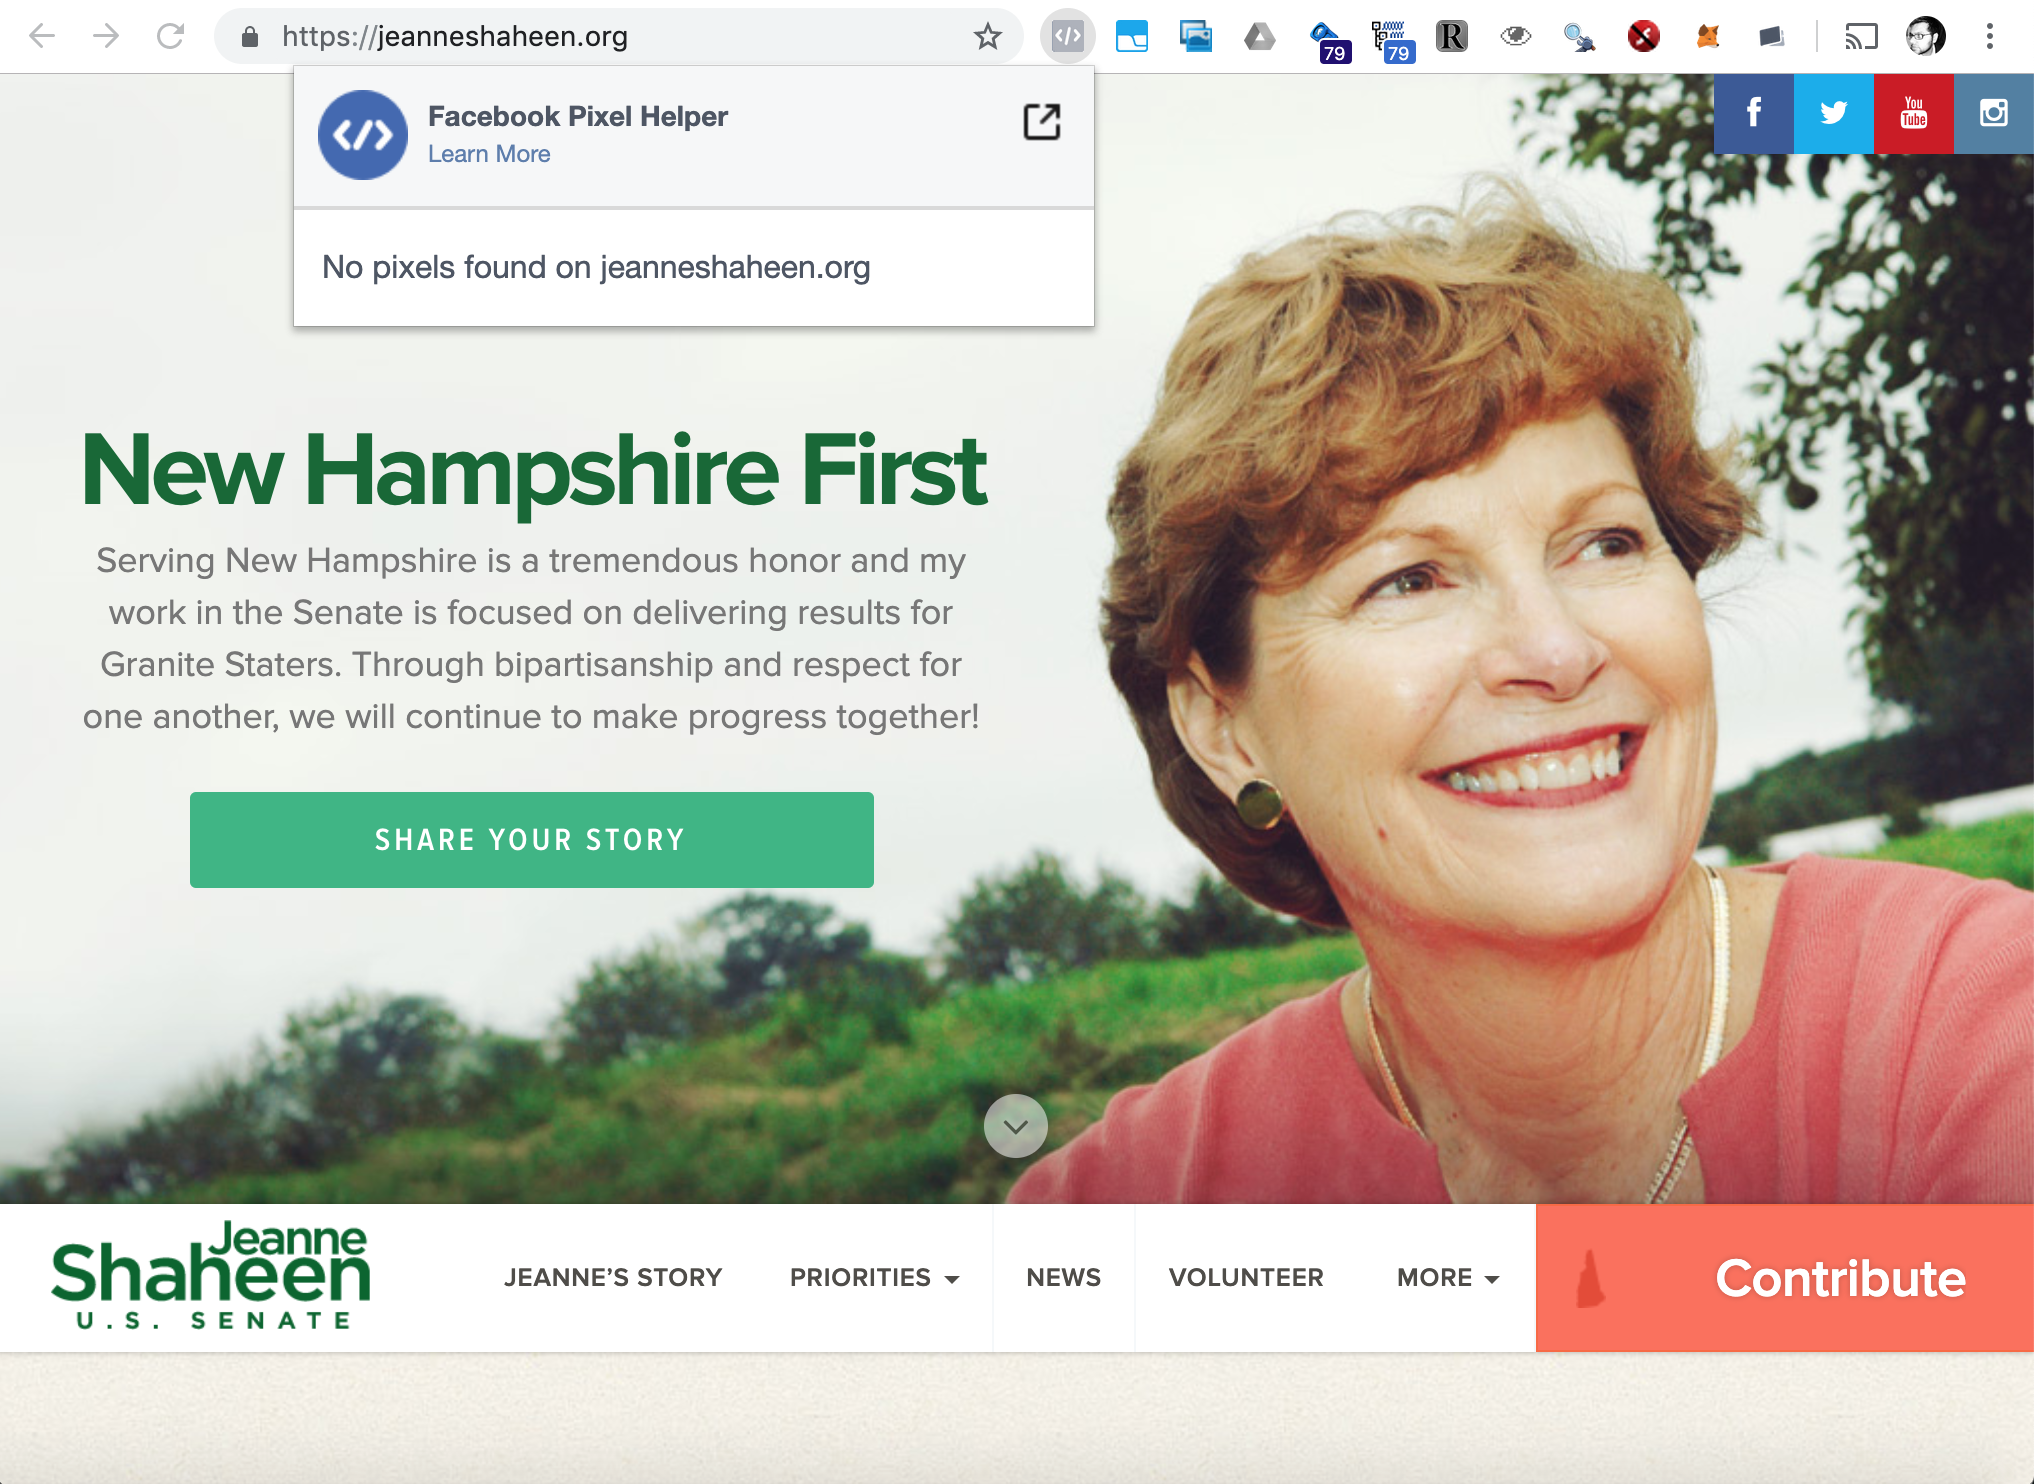 https://jeanneshaheen.org
79
79
R
Facebook Pixel Helper
Learn More
No pixels found on jeanneshaheen.org
f
You
Tube
New Hampshire First
Serving New Hampshire is a tremendous honor and my
work in the Senate is focused on delivering results for
Granite Staters. Through bipartisanship and respect for
one another, we will continue to make progress together!
SHARE YOUR STORY
Jeanne
Shaheen
U.S. SENATE
JEANNE’S STORY
PRIORITIES
NEWS
VOLUNTEER
MORE
Contribute